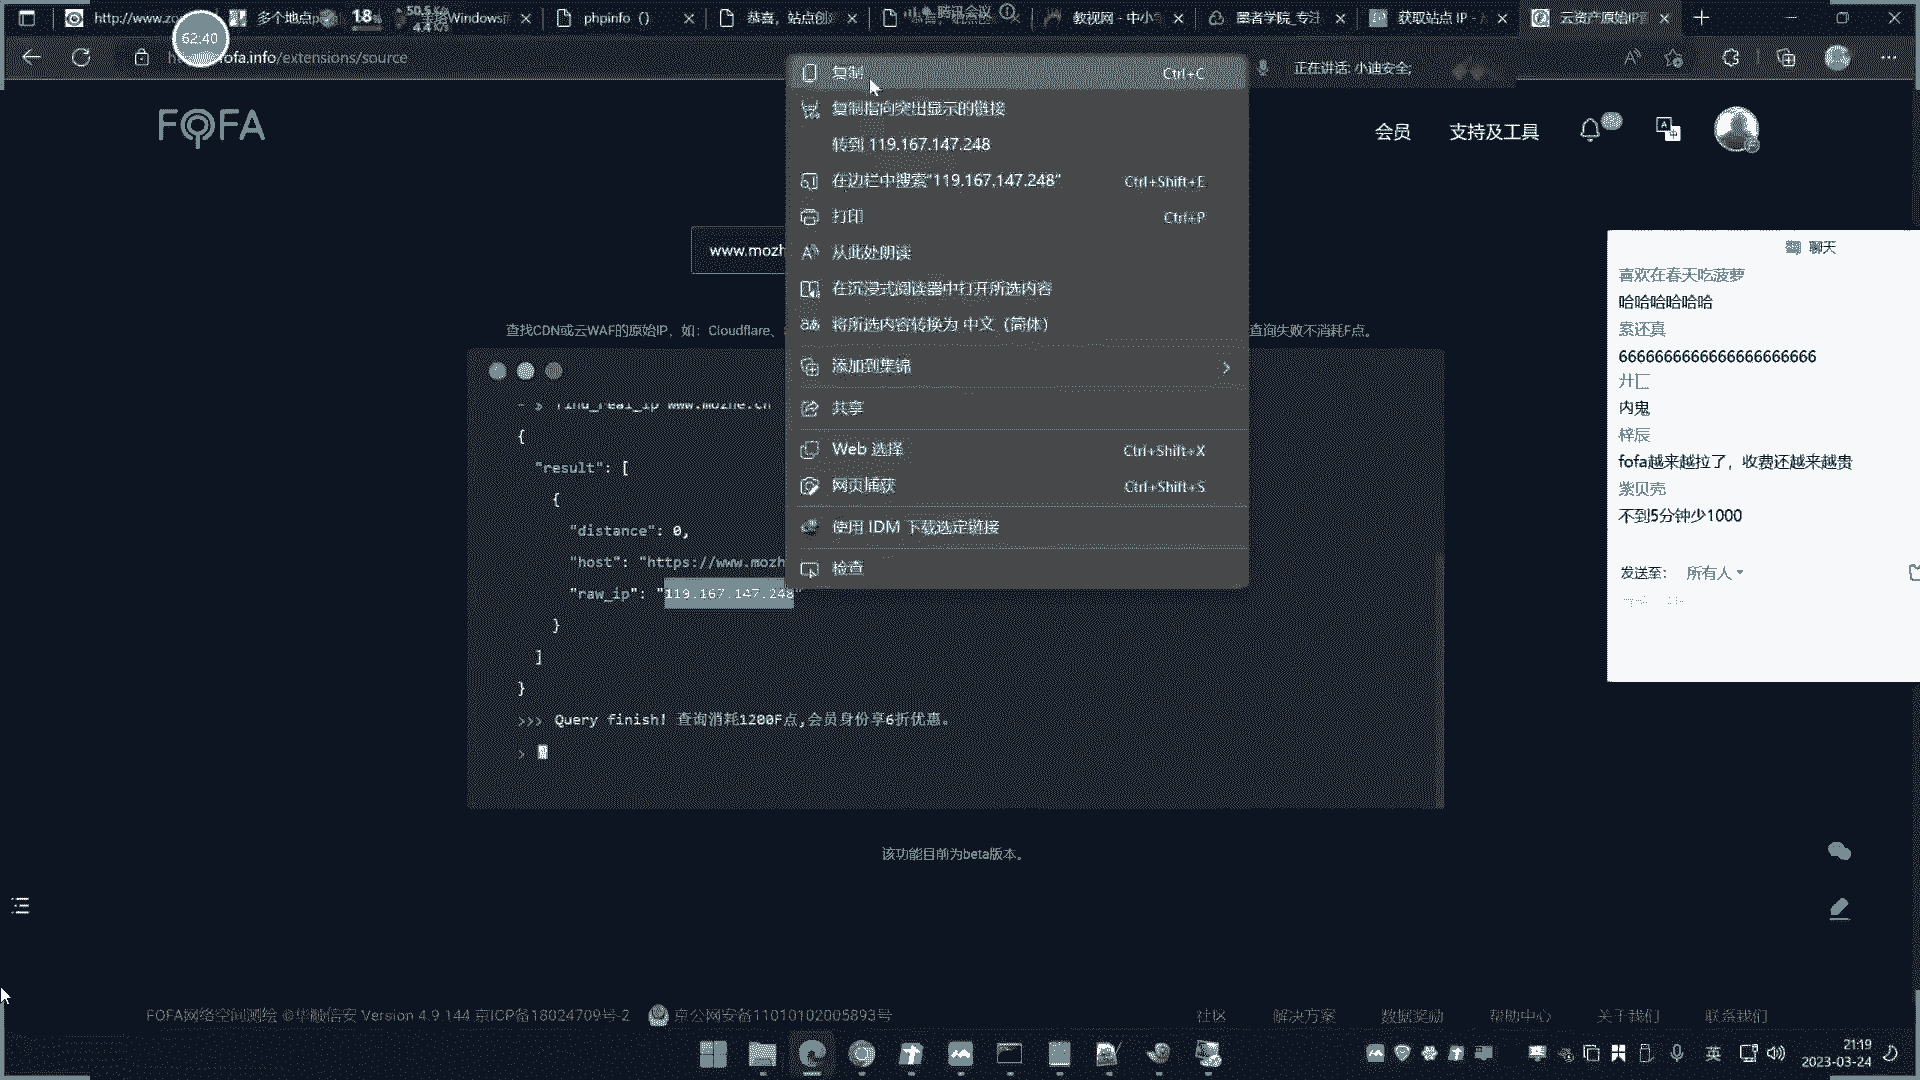 http://www.zo
多个地点p
18
50.5 K/s
4.4 K/s
Windows
phpinfo ()
恭喜，站点创
腾讯会议
教视网 - 中小
墨者学院_专注
获取站点 IP -
云资产原始IP
62:40
fofa.info/extensions/source
正在讲话: 小迪安全;
FOFA
会员
支持及工具
复制 Ctrl+C
复制指向突出显示的链接
转到 119.167.147.248
在边栏中搜索"119.167.147.248" Ctrl+Shift+E
打印 Ctrl+P
从此处朗读
在沉浸式阅读器中打开所选内容
将所选内容转换为 中文（简体）
添加到集锦
共享
Web 选择 Ctrl+Shift+X
网页捕获 Ctrl+Shift+S
使用 IDM 下载选定链接
检查
www.mozh
查找CDN或云WAF的原始IP，如：Cloudflare、
查询失败不消耗F点。
- $ find_real_ip www.mozhe.cn
{
"result": [
{
"distance": 0,
"host": "https://www.mozh
"raw_ip": "119.167.147.248"
}
]
}
>>> Query finish! 查询消耗1200F点,会员身份享6折优惠。
>
该功能目前为beta版本。
聊天
喜欢在春天吃菠萝
哈哈哈哈哈哈
素还真
6666666666666666666666
廾匸
内鬼
梓辰
fofa越来越拉了，收费还越来越贵
紫贝壳
不到5分钟少1000
发送至: 所有人
FOFA网络空间测绘 ©华顺信安 Version 4.9.144 京ICP备18024709号-2
京公网安备11010102005893号
社区
解决方案
数据奖励
帮助中心
关于我们
联系我们
英
21:19
2023-03-24